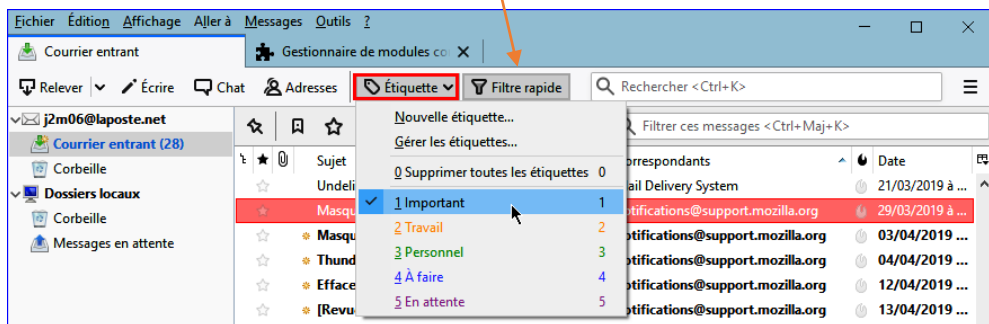 Fichier Édition Affichage Aller à Messages Outils ?
Courrier entrant Gestionnaire de modules co
Relever Écrire Chat Adresses Étiquette Filtre rapide Rechercher <Ctrl+K>
j2m06@laposte.net
Courrier entrant (28)
Corbeille
Dossiers locaux
Corbeille
Messages en attente
Nouvelle étiquette...
Gérer les étiquettes...
0 Supprimer toutes les étiquettes 0
1 Important 1
2 Travail 2
3 Personnel 3
4 À faire 4
5 En attente 5
Filtrer ces messages <Ctrl+Maj+K>
Sujet orrespondants Date
Undeli ail Delivery System 21/03/2019 à ...
Masqu otifications@support.mozilla.org 29/03/2019 à ...
Masqu otifications@support.mozilla.org 03/04/2019 ...
Thund otifications@support.mozilla.org 04/04/2019 ...
Efface otifications@support.mozilla.org 12/04/2019 ...
[Revu otifications@support.mozilla.org 13/04/2019 ...